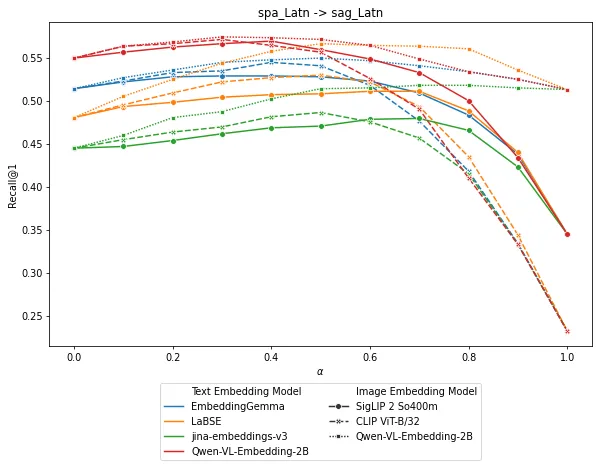 spa_Latn -> sag_Latn
Recall@1
0.55
0.50
0.45
0.40
0.35
0.30
0.25
0.0 0.2 0.4 0.6 0.8 1.0
α
Text Embedding Model
EmbeddingGemma
LaBSE
jina-embeddings-v3
Qwen-VL-Embedding-2B
Image Embedding Model
SigLIP 2 So400m
CLIP ViT-B/32
Qwen-VL-Embedding-2B